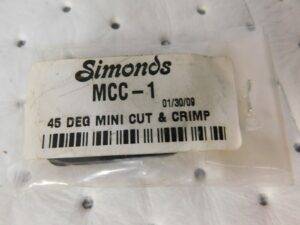 Simonds
MCC-1
01/30/09
45 DEG MINI CUT & CRIMP